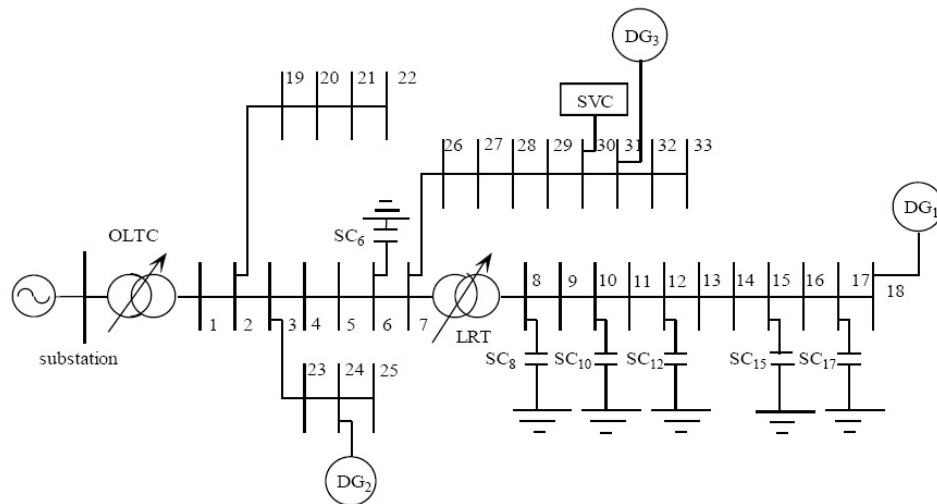 DG3
19 20 21 22
SVC
26 27 28 29 30 31 32 33
DG1
OLTC
SC6
substation
1 2 3 4 5 6 7
LRT
8 9 10 11 12 13 14 15 16 17 18
SC8 SC10 SC12 SC15 SC17
23 24 25
DG2